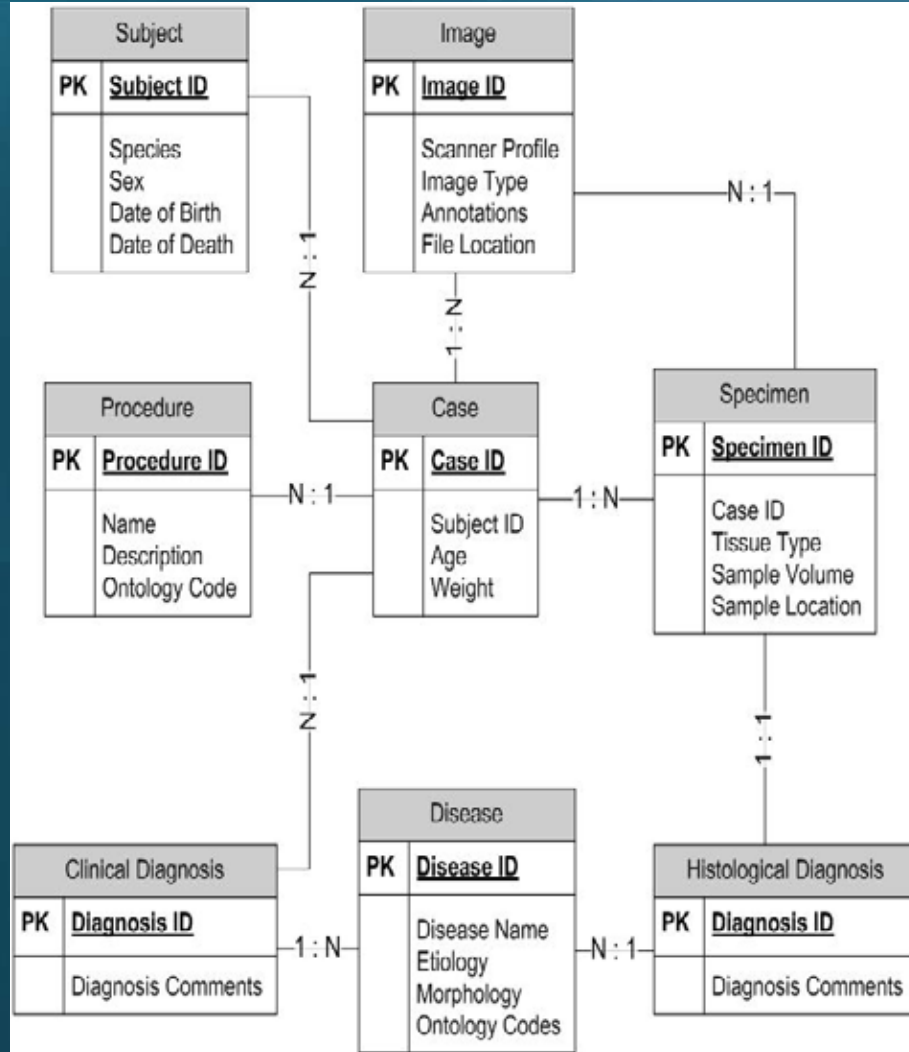 Subject
PK Subject ID
Species
Sex
Date of Birth
Date of Death
Image
PK Image ID
Scanner Profile
Image Type
Annotations
File Location
N : 1
N : 1
1 : N
Procedure
PK Procedure ID
Name
Description
Ontology Code
N : 1
Case
PK Case ID
Subject ID
Age
Weight
1 : N
Specimen
PK Specimen ID
Case ID
Tissue Type
Sample Volume
Sample Location
N : 1
1 : 1
Clinical Diagnosis
PK Diagnosis ID
Diagnosis Comments
1 : N
Disease
PK Disease ID
Disease Name
Etiology
Morphology
Ontology Codes
N : 1
Histological Diagnosis
PK Diagnosis ID
Diagnosis Comments